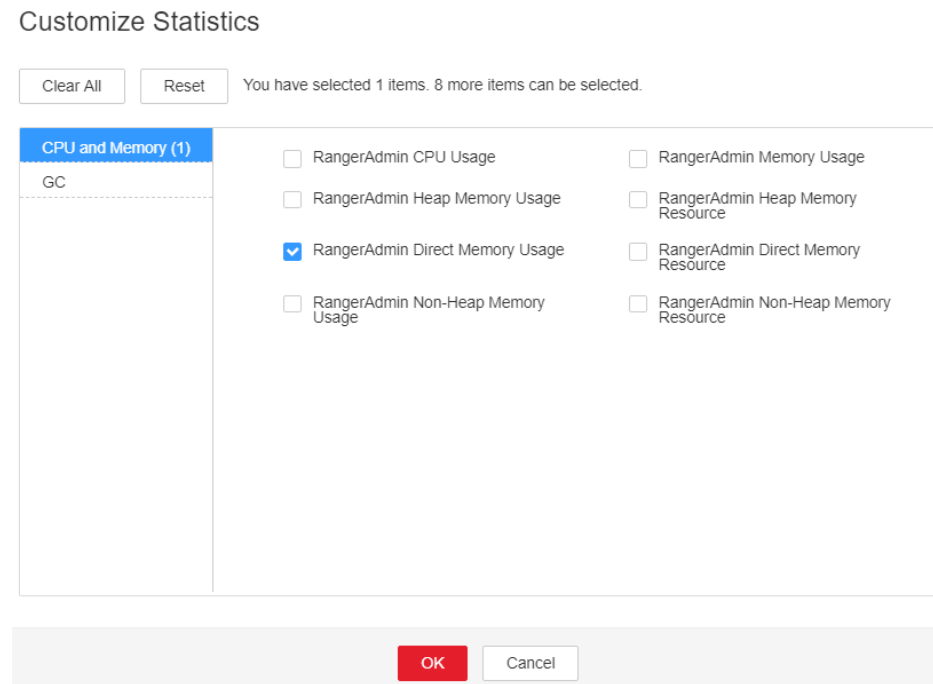 Customize Statistics
Clear All
Reset
You have selected 1 items. 8 more items can be selected.
CPU and Memory (1)
GC
RangerAdmin CPU Usage
RangerAdmin Memory Usage
RangerAdmin Heap Memory Usage
RangerAdmin Heap Memory
Resource
RangerAdmin Direct Memory Usage
RangerAdmin Direct Memory
Resource
RangerAdmin Non-Heap Memory
Usage
RangerAdmin Non-Heap Memory
Resource
OK
Cancel